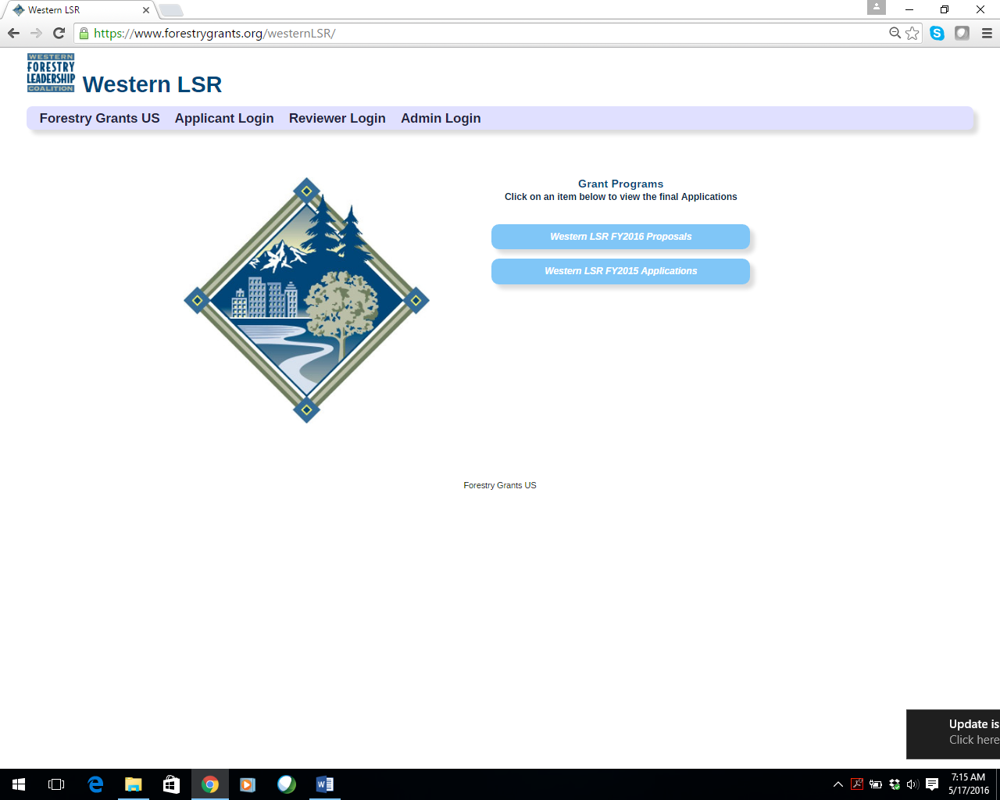 Western LSR
https://www.forestrygrants.org/westernLSR/
WESTERN
FORESTRY
LEADERSHIP
COALITION
Western LSR
Forestry Grants US Applicant Login Reviewer Login Admin Login
Grant Programs
Click on an item below to view the final Applications
Western LSR FY2016 Proposals
Western LSR FY2015 Applications
Forestry Grants US
Update is
Click here
7:15 AM
5/17/2016